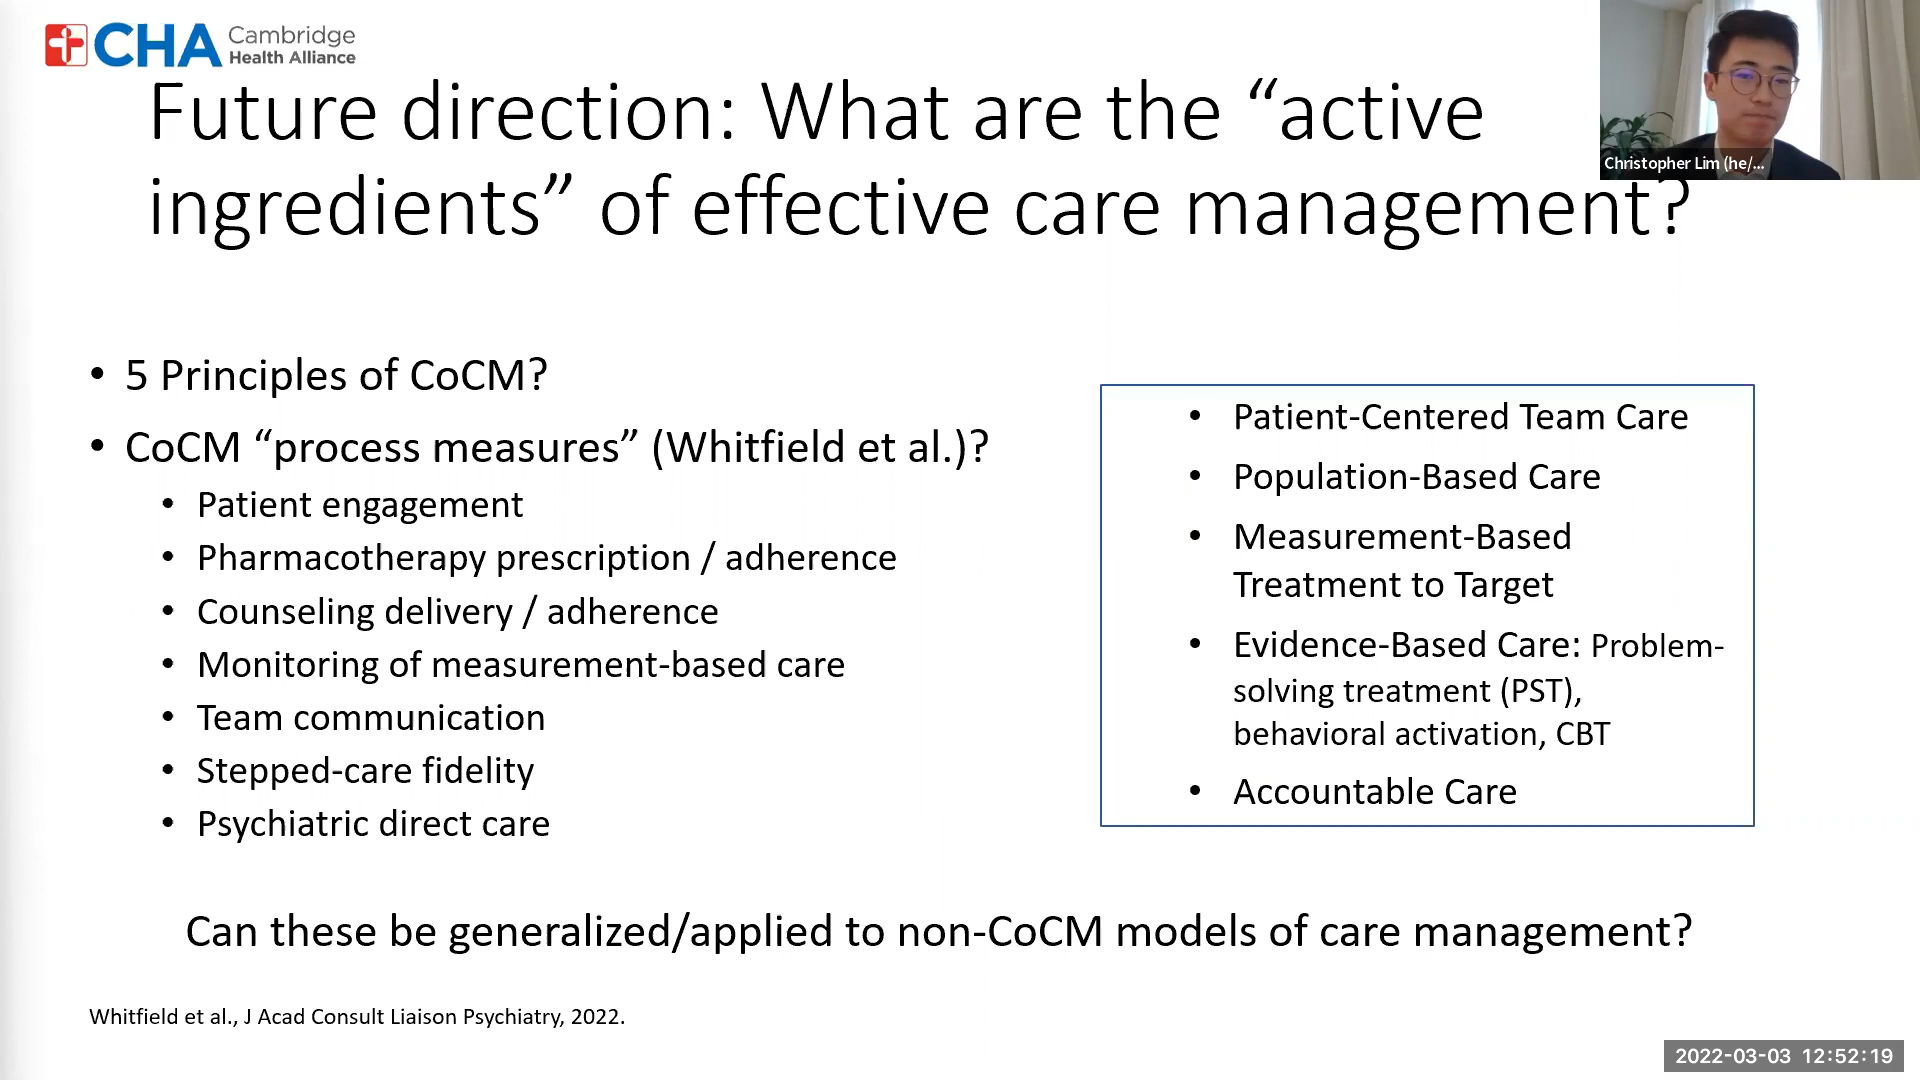 CHA Cambridge
Health Alliance
Future direction: What are the “active
ingredients” of effective care management?
Christopher Lim (he/...
• 5 Principles of CoCM?
• CoCM “process measures” (Whitfield et al.)?
• Patient engagement
• Pharmacotherapy prescription / adherence
• Counseling delivery / adherence
• Monitoring of measurement-based care
• Team communication
• Stepped-care fidelity
• Psychiatric direct care
• Patient-Centered Team Care
• Population-Based Care
• Measurement-Based
Treatment to Target
• Evidence-Based Care: Problem-
solving treatment (PST),
behavioral activation, CBT
• Accountable Care
Can these be generalized/applied to non-CoCM models of care management?
Whitfield et al., J Acad Consult Liaison Psychiatry, 2022.
2022-03-03 12:52:19